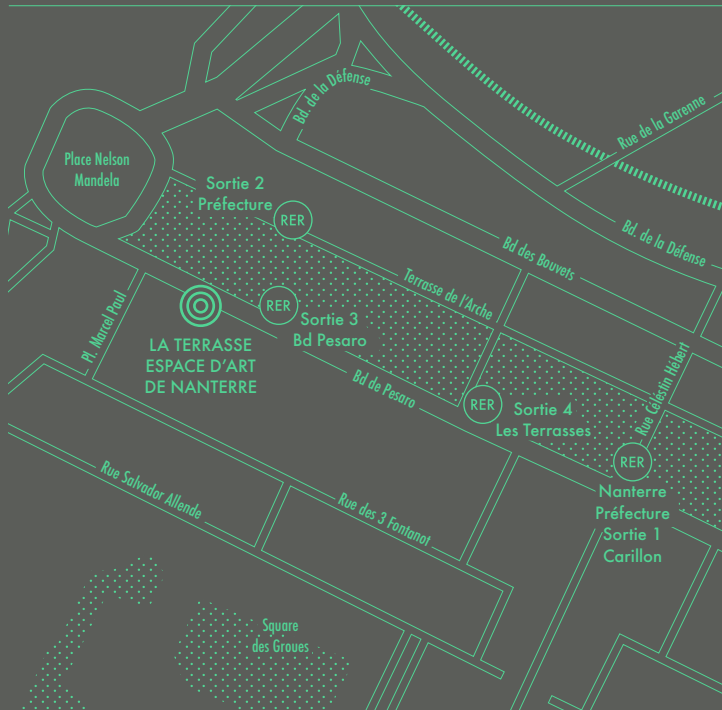 Bd. de la Défense
Rue de la Garenne
Place Nelson
Mandela
Sortie 2
Préfecture
RER
Bd des Bouvets
Bd. de la Défense
Terrasse de l'Arche
Pl. Marcel Paul
RER
Sortie 3
Bd Pesaro
LA TERRASSE
ESPACE D'ART
DE NANTERRE
Bd de Pesaro
Rue Célestin Hébert
RER
Sortie 4
Les Terrasses
RER
Nanterre
Préfecture
Sortie 1
Carillon
Rue Salvador Allende
Rue des 3 Fontanot
Square
des Groues